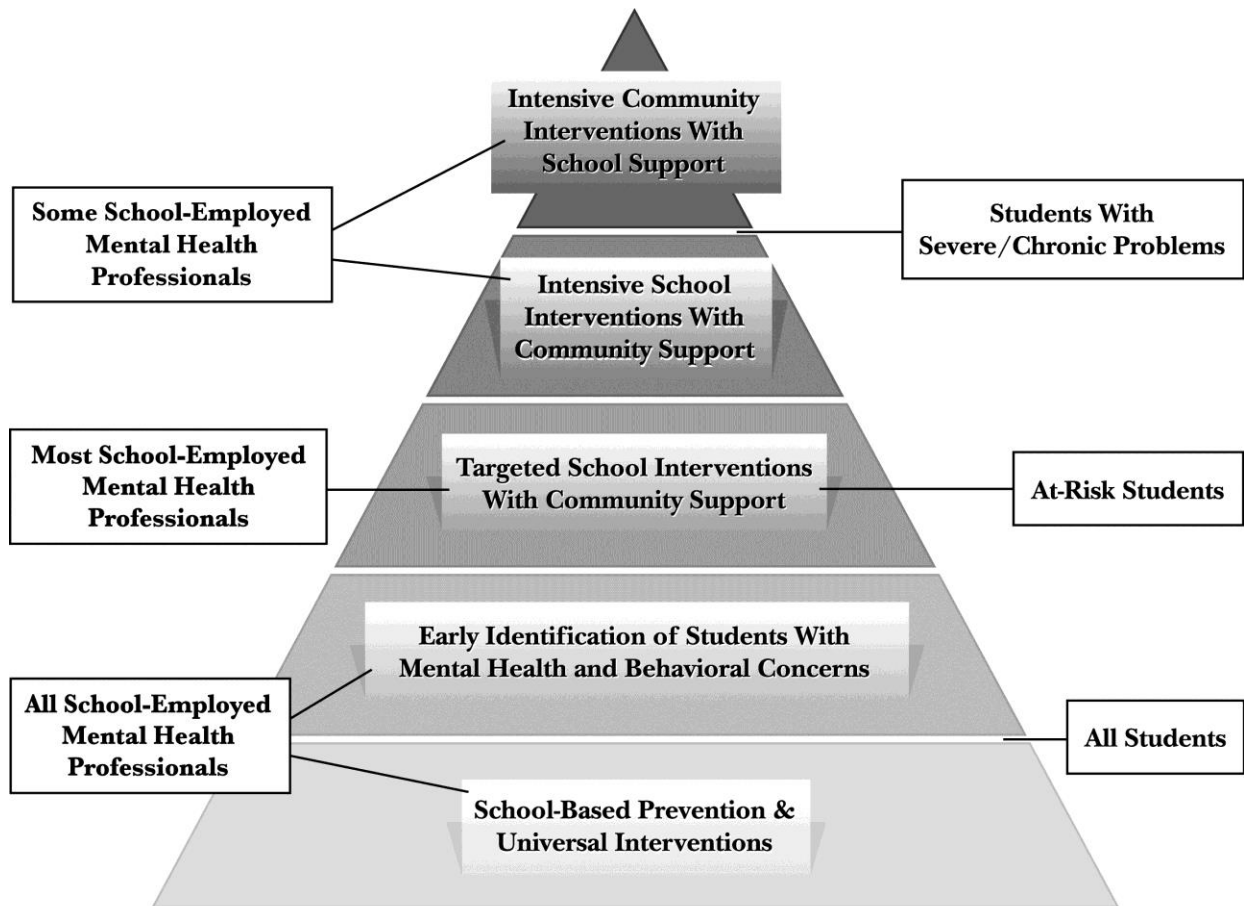 Intensive Community
Interventions With
School Support
Some School-Employed
Mental Health
Professionals
Students With
Severe/Chronic Problems
Intensive School
Interventions With
Community Support
Most School-Employed
Mental Health
Professionals
Targeted School Interventions
With Community Support
At-Risk Students
Early Identification of Students With
Mental Health and Behavioral Concerns
All School-Employed
Mental Health
Professionals
All Students
School-Based Prevention &
Universal Interventions